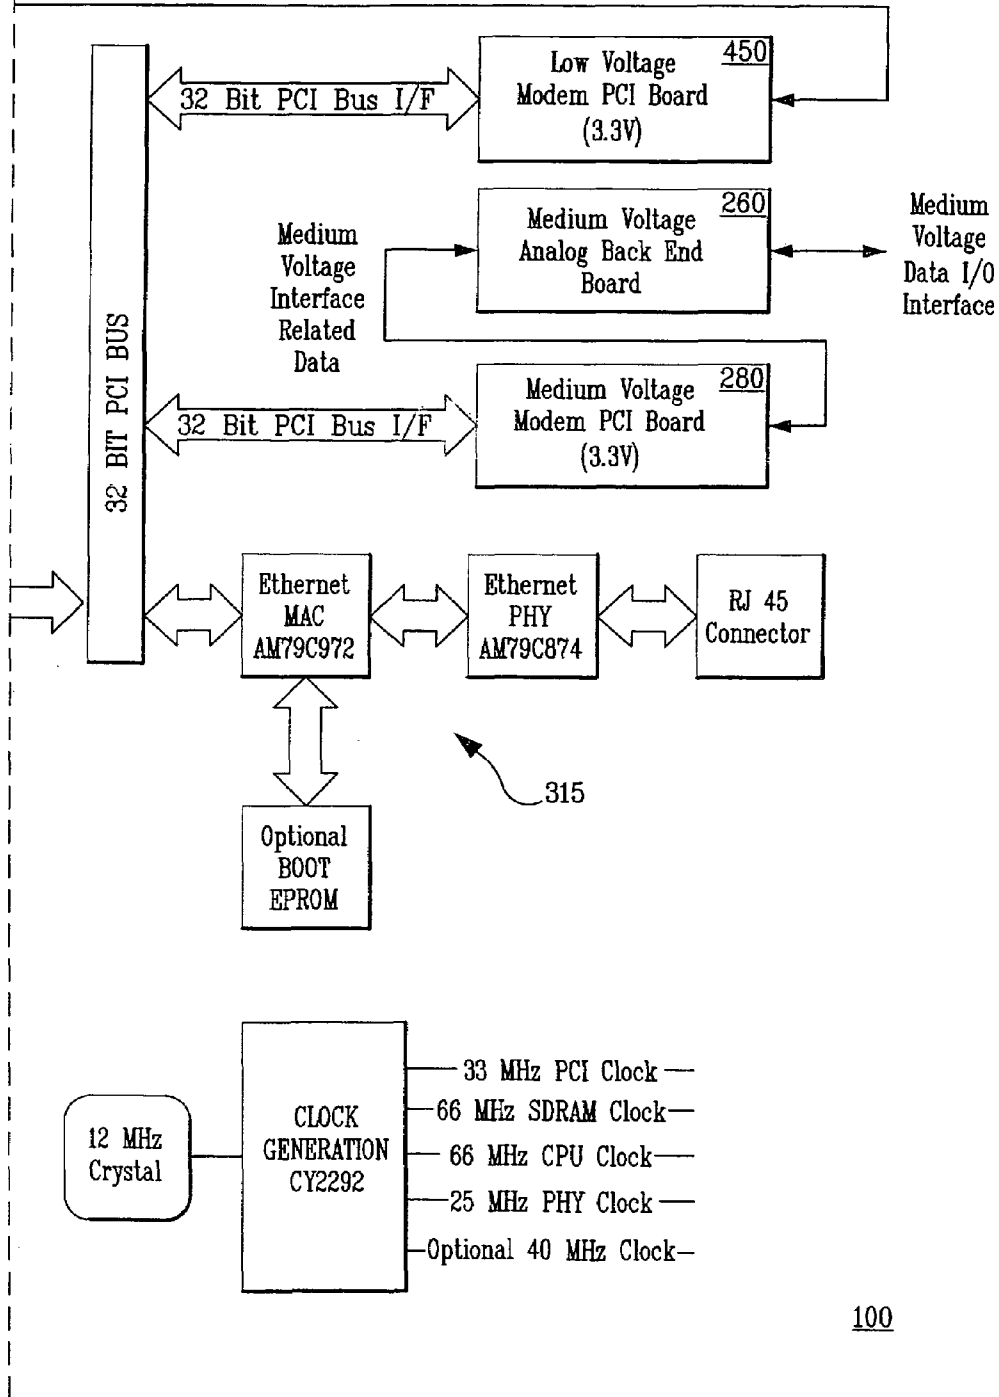 450
Low Voltage
Modem PCI Board
(3.3V)
32 Bit PCI Bus I/F
260
Medium Voltage
Analog Back End
Board
Medium
Voltage
Data I/O
Interface
Medium
Voltage
Interface
Related
Data
32 BIT PCI BUS
280
Medium Voltage
Modem PCI Board
(3.3V)
32 Bit PCI Bus I/F
Ethernet
MAC
AM79C972
Ethernet
PHY
AM79C874
RJ 45
Connector
315
Optional
BOOT
EPROM
12 MHz
Crystal
CLOCK
GENERATION
CY2292
33 MHz PCI Clock
66 MHz SDRAM Clock
66 MHz CPU Clock
25 MHz PHY Clock
Optional 40 MHz Clock
100